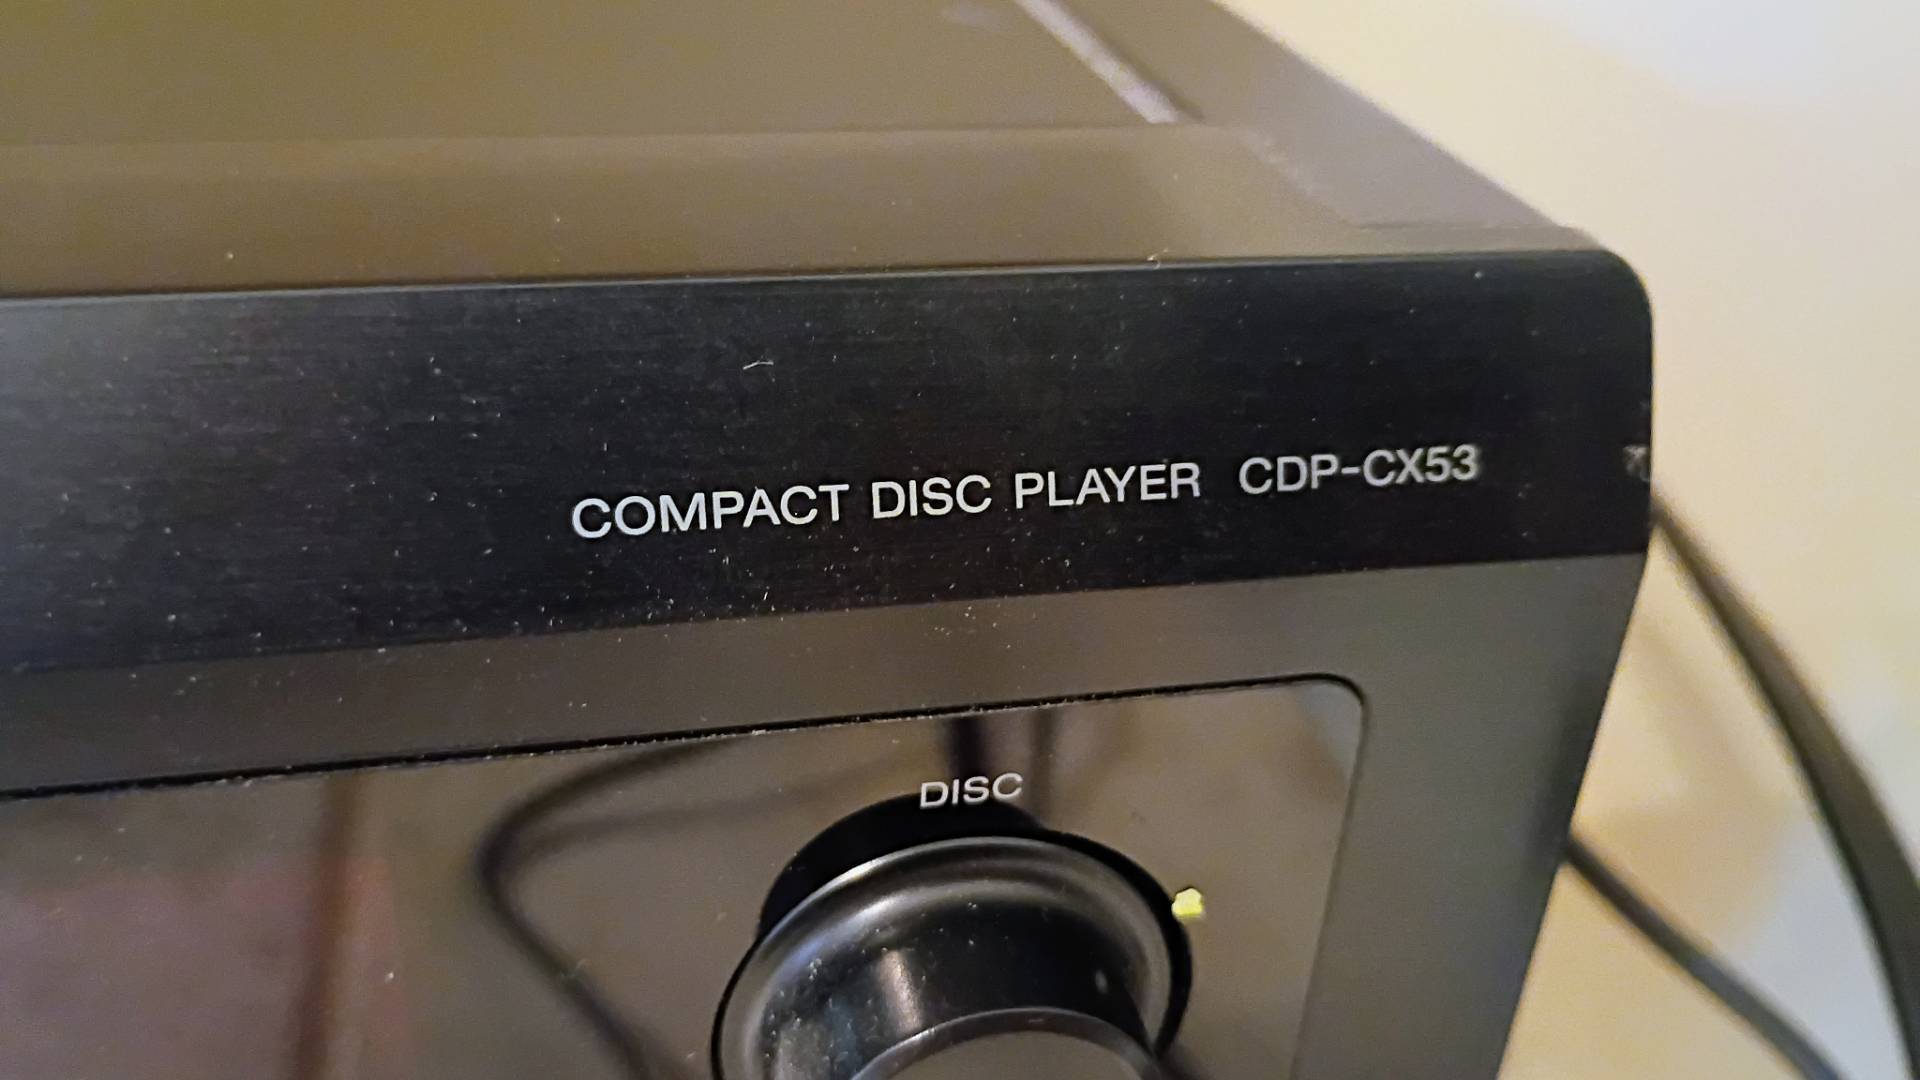 COMPACT DISC PLAYER CDP-CX53
DISC